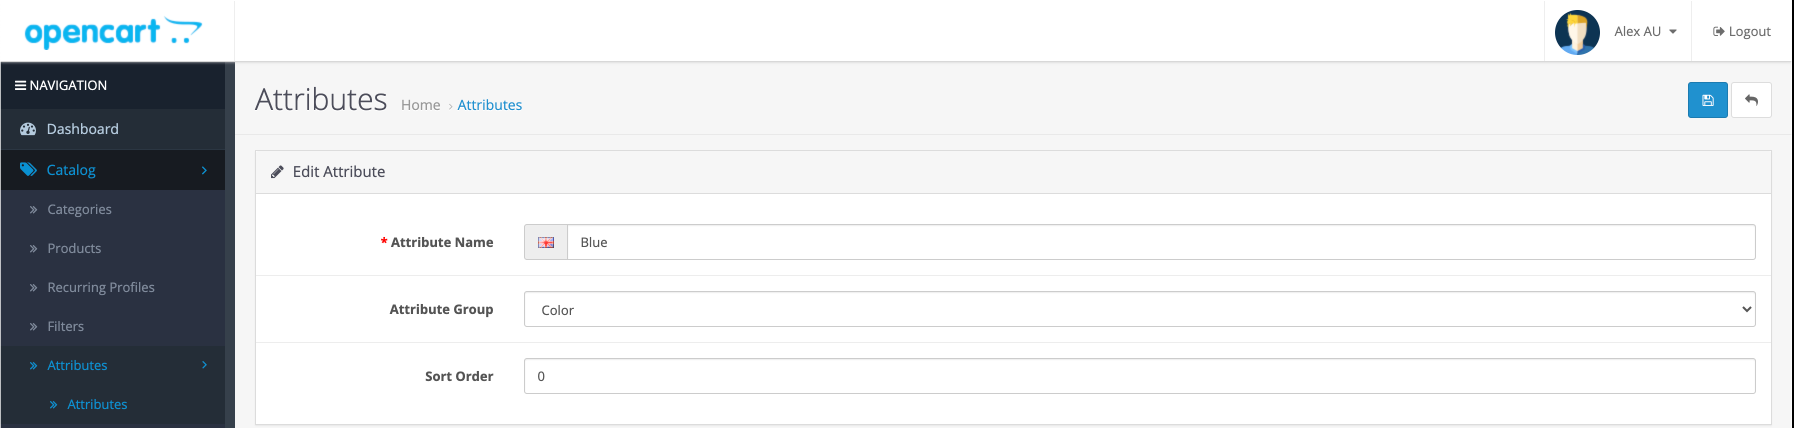 opencart
Alex AU
Logout
NAVIGATION
Attributes
Home › Attributes
Dashboard
Catalog
Categories
Products
Recurring Profiles
Filters
Attributes
Attributes
Edit Attribute
* Attribute Name
Blue
Attribute Group
Color
Sort Order
0